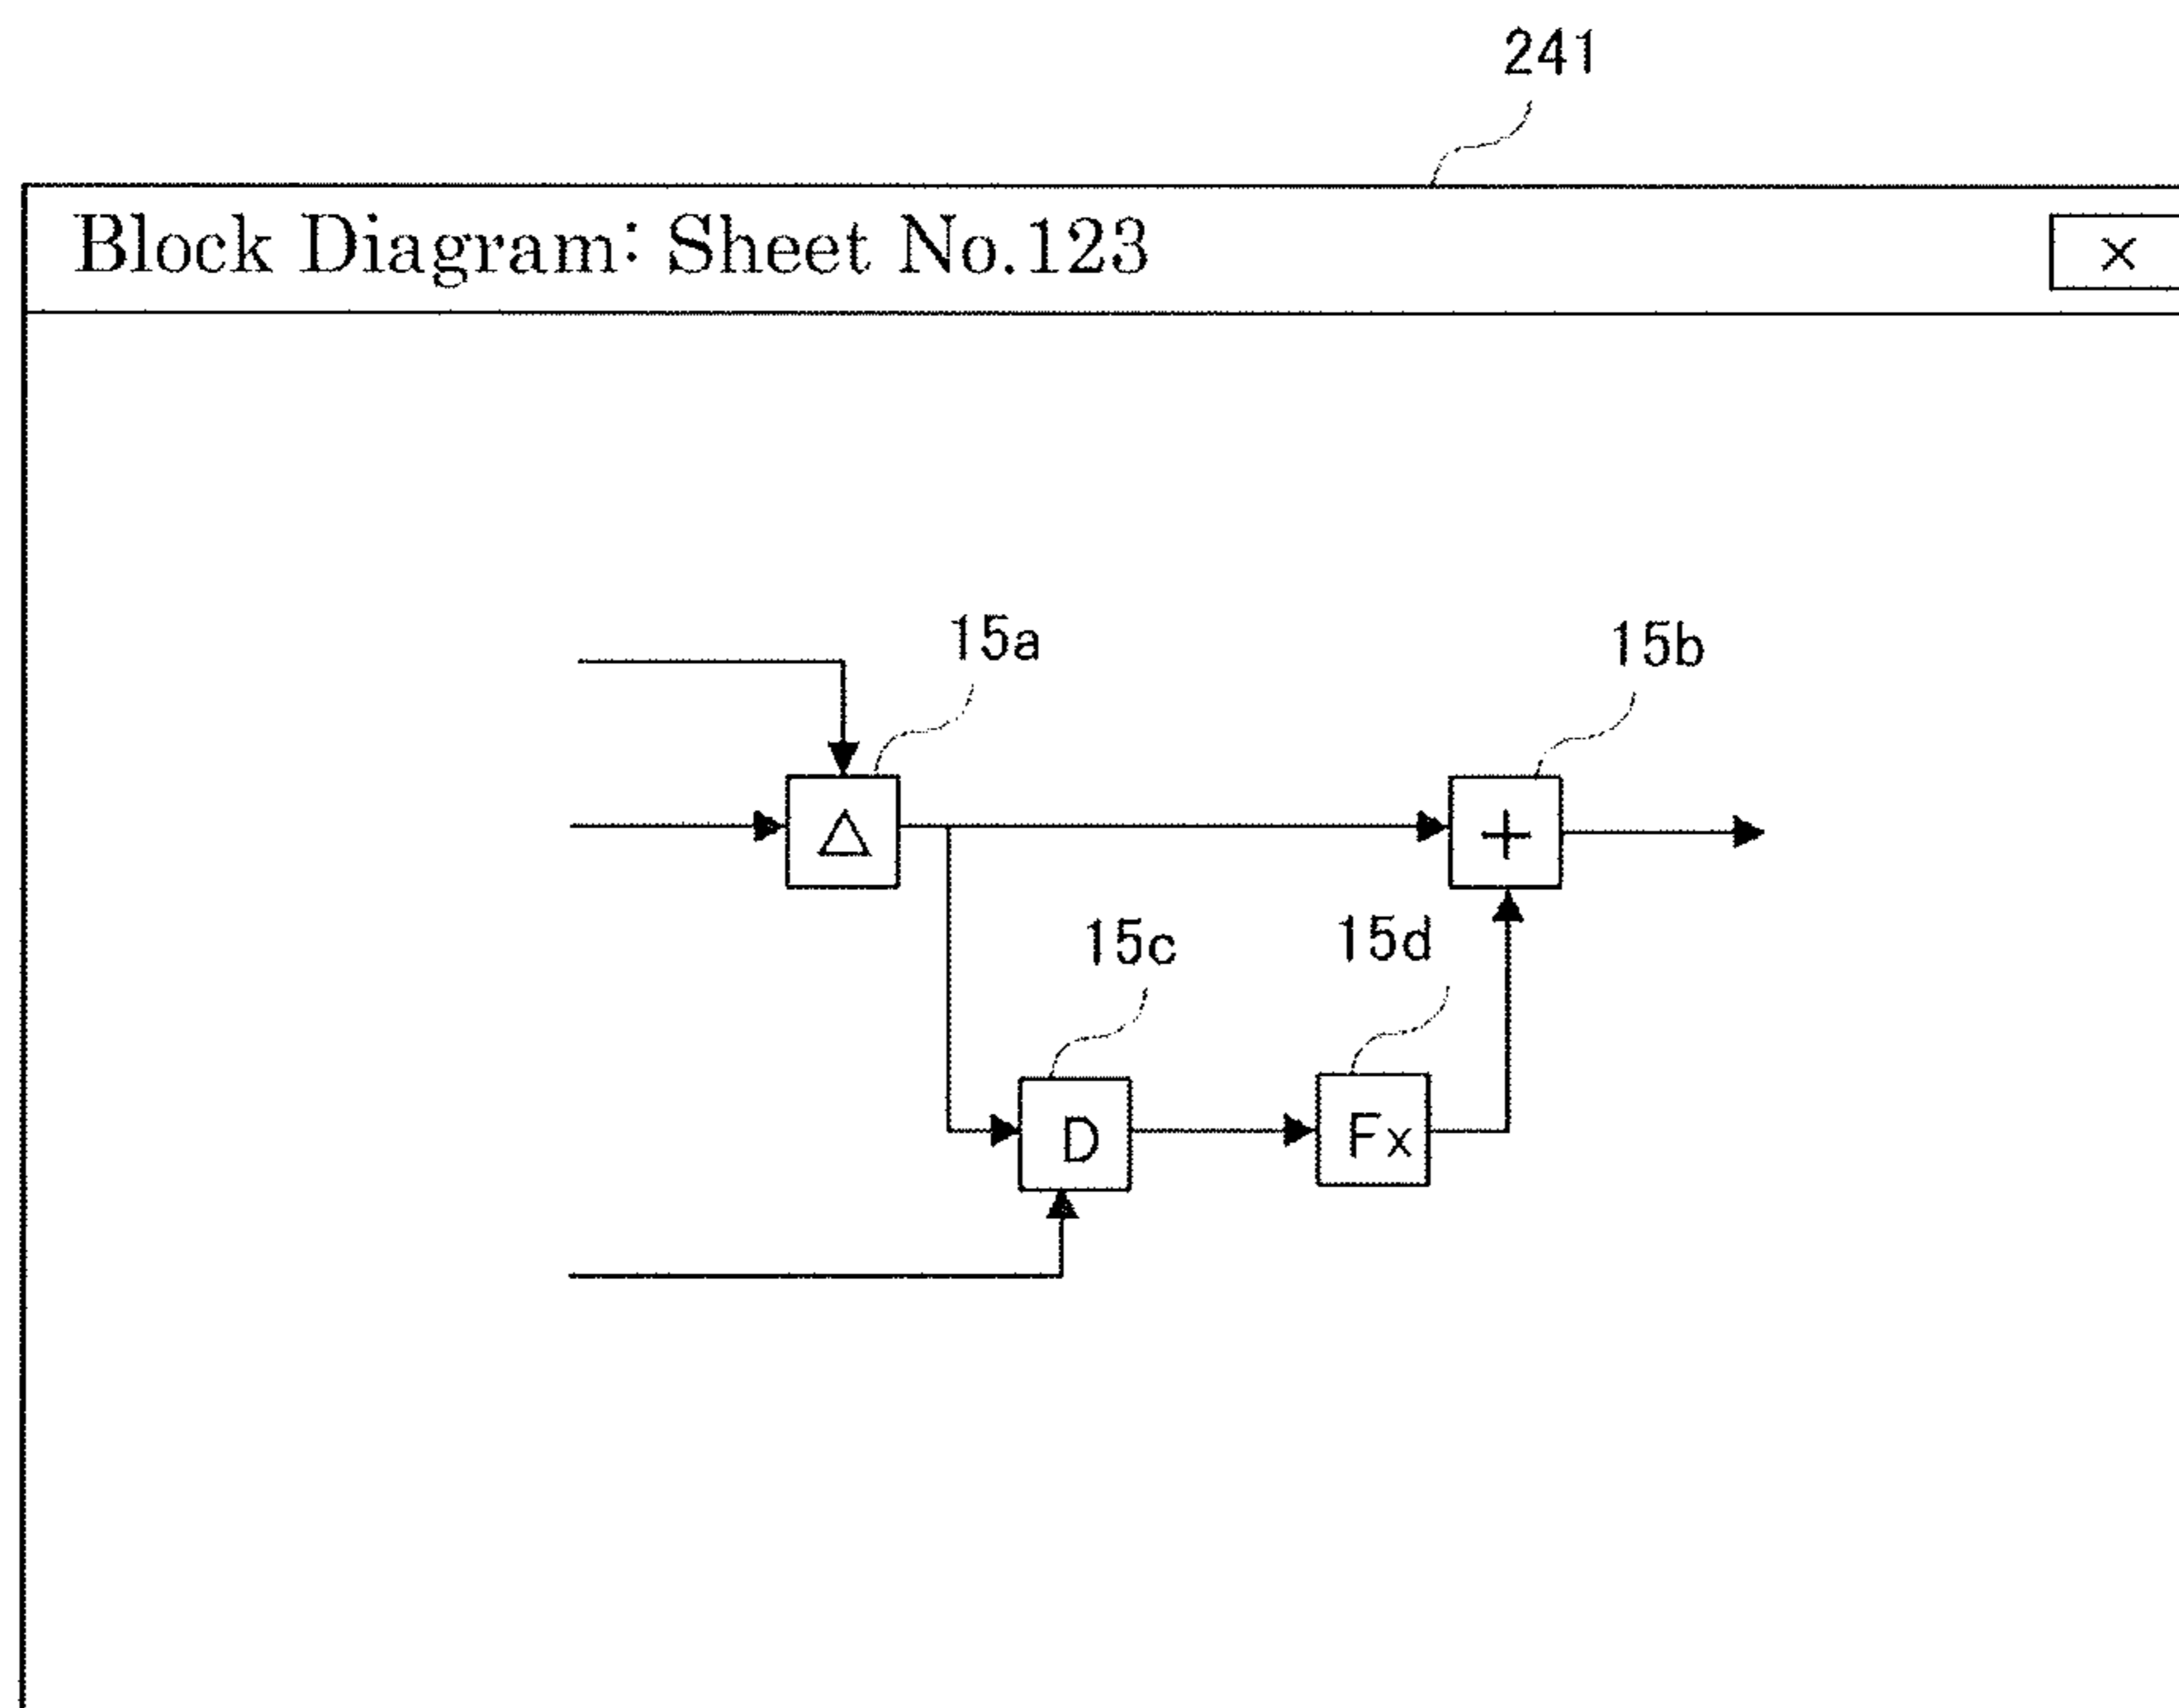 241
Block Diagram: Sheet No.123
×
15a
15b
Δ
+
15c
15d
D
Fx